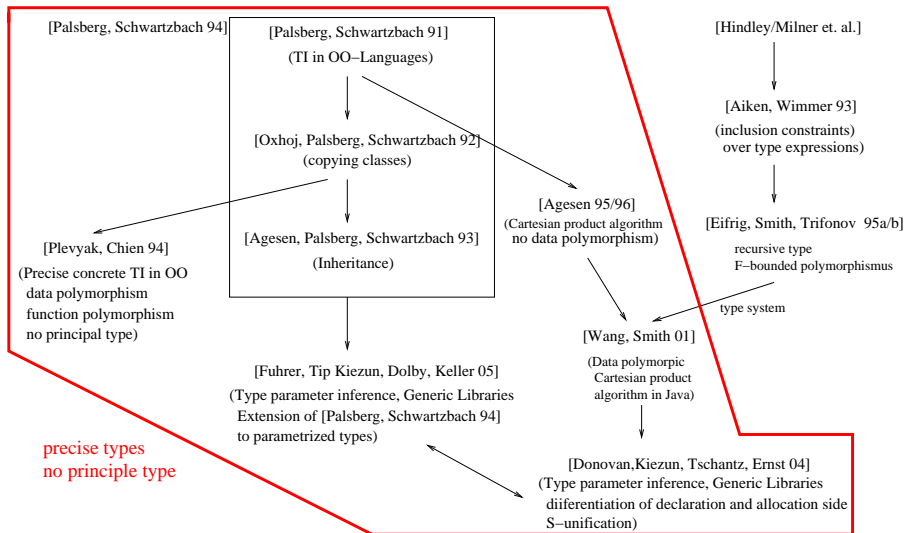 [Palsberg, Schwartzbach 94]
[Palsberg, Schwartzbach 91]
(TI in OO−Languages)
[Hindley/Milner et. al.]
[Aiken, Wimmer 93]
(inclusion constraints)
over type expressions)
[Oxhoj, Palsberg, Schwartzbach 92]
(copying classes)
[Agesen 95/96]
(Cartesian product algorithm
no data polymorphism)
[Eifrig, Smith, Trifonov 95a/b]
recursive type
F−bounded polymorphismus
[Plevyak, Chien 94]
(Precise concrete TI in OO
data polymorphism
function polymorphism
no principal type)
[Agesen, Palsberg, Schwartzbach 93]
(Inheritance)
type system
[Wang, Smith 01]
(Data polymorpic
Cartesian product
algorithm in Java)
[Fuhrer, Tip Kiezun, Dolby, Keller 05]
(Type parameter inference, Generic Libraries
Extension of [Palsberg, Schwartzbach 94]
to parametrized types)
precise types
no principle type
[Donovan,Kiezun, Tschantz, Ernst 04]
(Type parameter inference, Generic Libraries
diiferentiation of declaration and allocation side
S−unification)